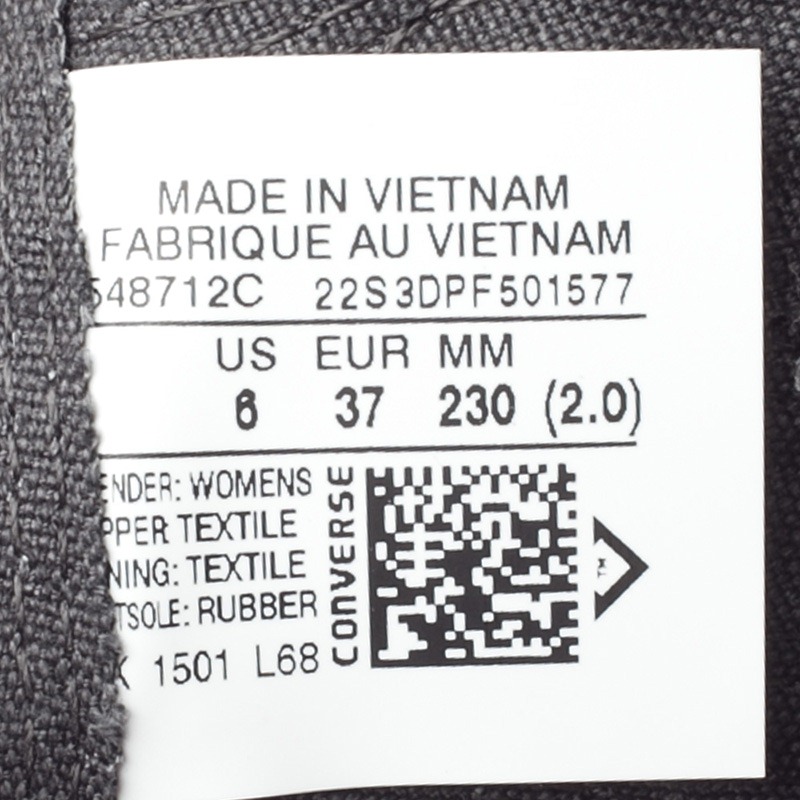 MADE IN VIETNAM
FABRIQUE AU VIETNAM
548712C 22S3DPF501577
US EUR MM
6 37 230 (2.0)
ENDER: WOMENS
PPER TEXTILE
NING: TEXTILE
TSOLE: RUBBER
X 1501 L68
CONVERSE
TM